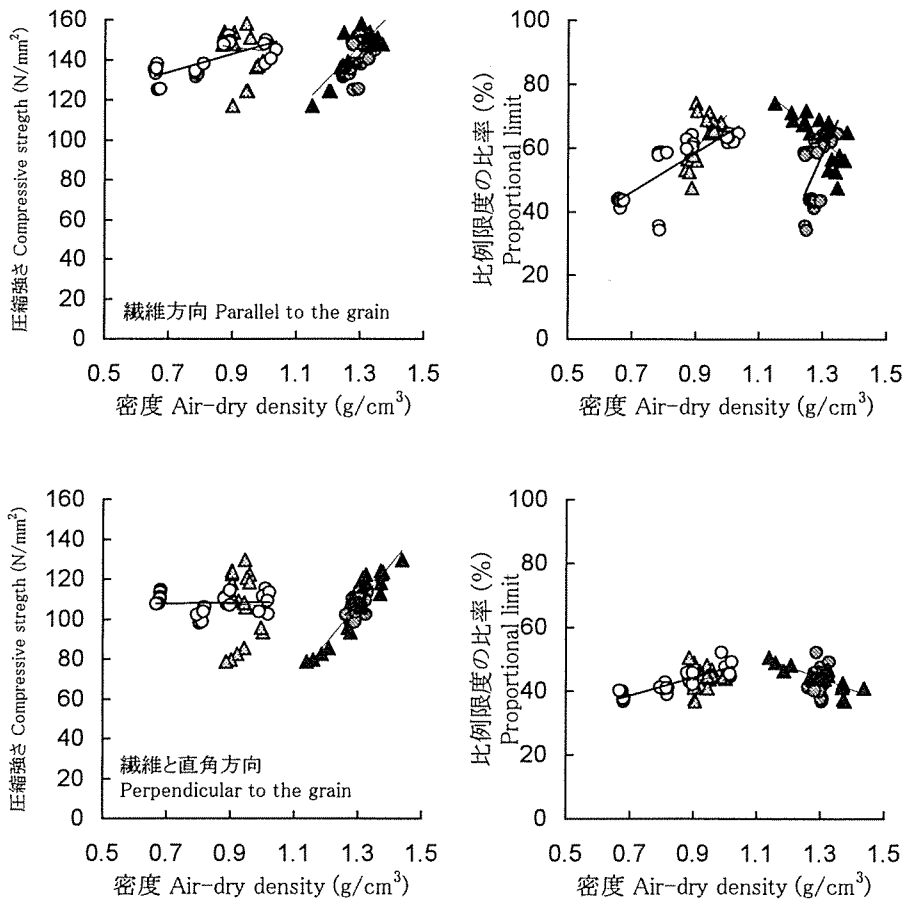 圧縮強さ Compressive stregth (N/mm²)
160
140
120
100
80
60
40
20
0
繊維方向 Parallel to the grain
0.5 0.7 0.9 1.1 1.3 1.5
密度 Air-dry density (g/cm³)
比例限度の比率 (%)
Proportional limit
100
80
60
40
20
0
0.5 0.7 0.9 1.1 1.3 1.5
密度 Air-dry density (g/cm³)
圧縮強さ Compressive stregth (N/mm²)
160
140
120
100
80
60
40
20
0
繊維と直角方向
Perpendicular to the grain
0.5 0.7 0.9 1.1 1.3 1.5
密度 Air-dry density (g/cm³)
比例限度の比率 (%)
Proportional limit
100
80
60
40
20
0
0.5 0.7 0.9 1.1 1.3 1.5
密度 Air-dry density (g/cm³)